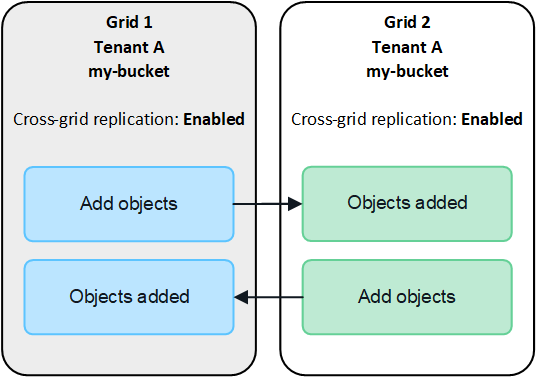 Grid 1
Tenant A
my-bucket
Cross-grid replication: Enabled
Add objects
Objects added
Grid 2
Tenant A
my-bucket
Cross-grid replication: Enabled
Objects added
Add objects